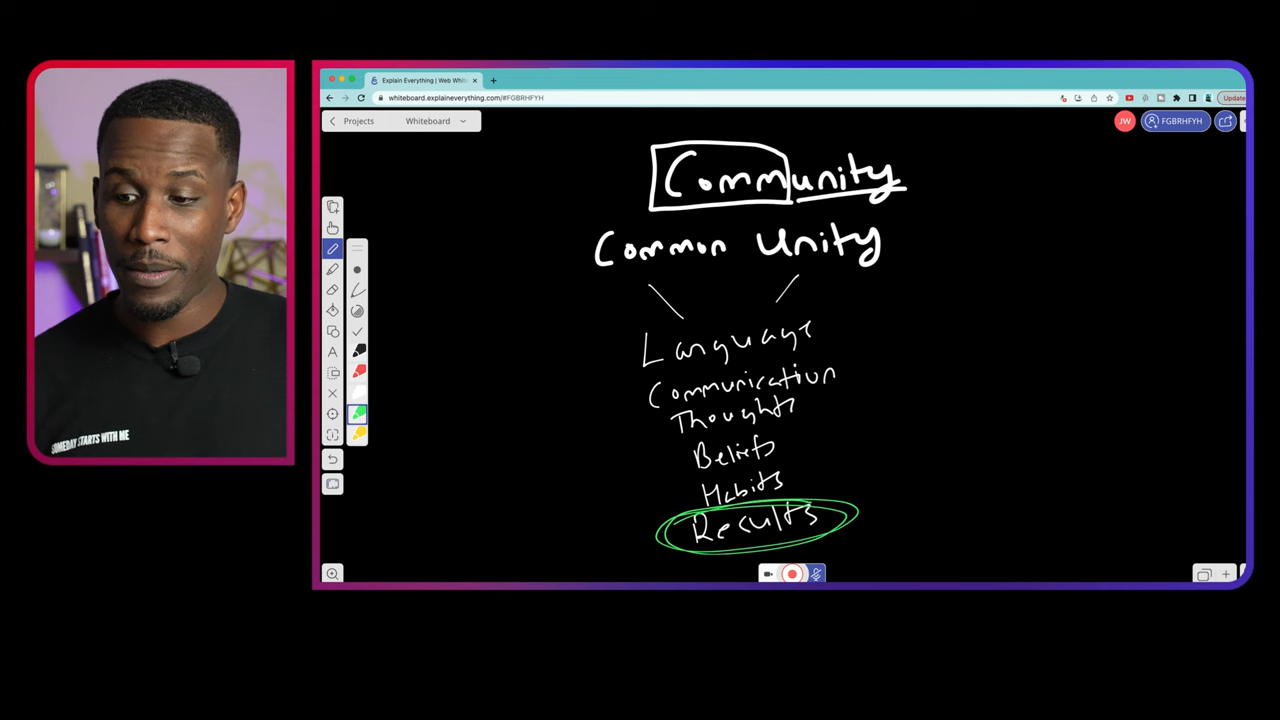 Explain Everything | Web Whit
whiteboard.explaineverything.com/#FGBRHFYH
Update
Projects
Whiteboard
JW
FGBRHFYH
Community
Common Unity
Language
Communication
Thoughts
Beliefs
Habits
Results
SOMEDAY STARTS WITH ME